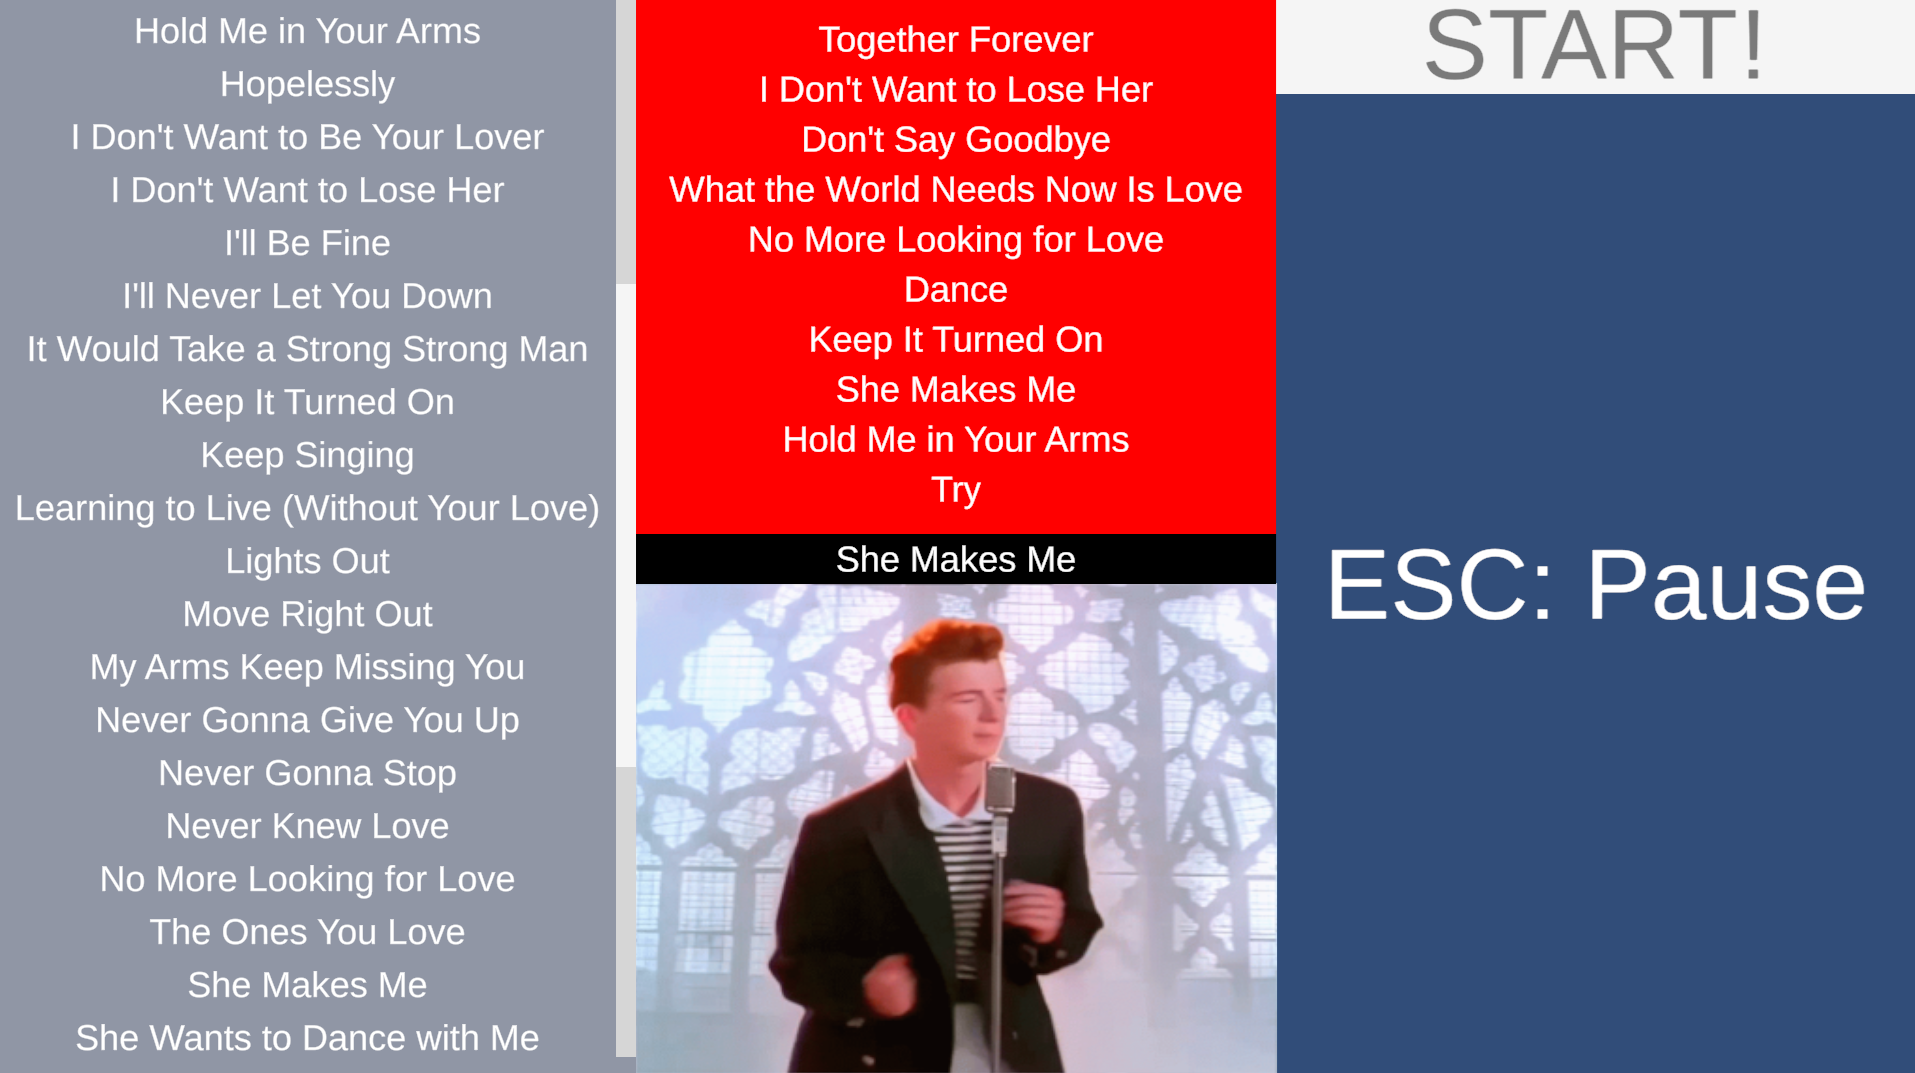 Hold Me in Your Arms
Hopelessly
I Don't Want to Be Your Lover
I Don't Want to Lose Her
I'll Be Fine
I'll Never Let You Down
It Would Take a Strong Strong Man
Keep It Turned On
Keep Singing
Learning to Live (Without Your Love)
Lights Out
Move Right Out
My Arms Keep Missing You
Never Gonna Give You Up
Never Gonna Stop
Never Knew Love
No More Looking for Love
The Ones You Love
She Makes Me
She Wants to Dance with Me
Together Forever
I Don't Want to Lose Her
Don't Say Goodbye
What the World Needs Now Is Love
No More Looking for Love
Dance
Keep It Turned On
She Makes Me
Hold Me in Your Arms
Try
She Makes Me
START!
ESC: Pause